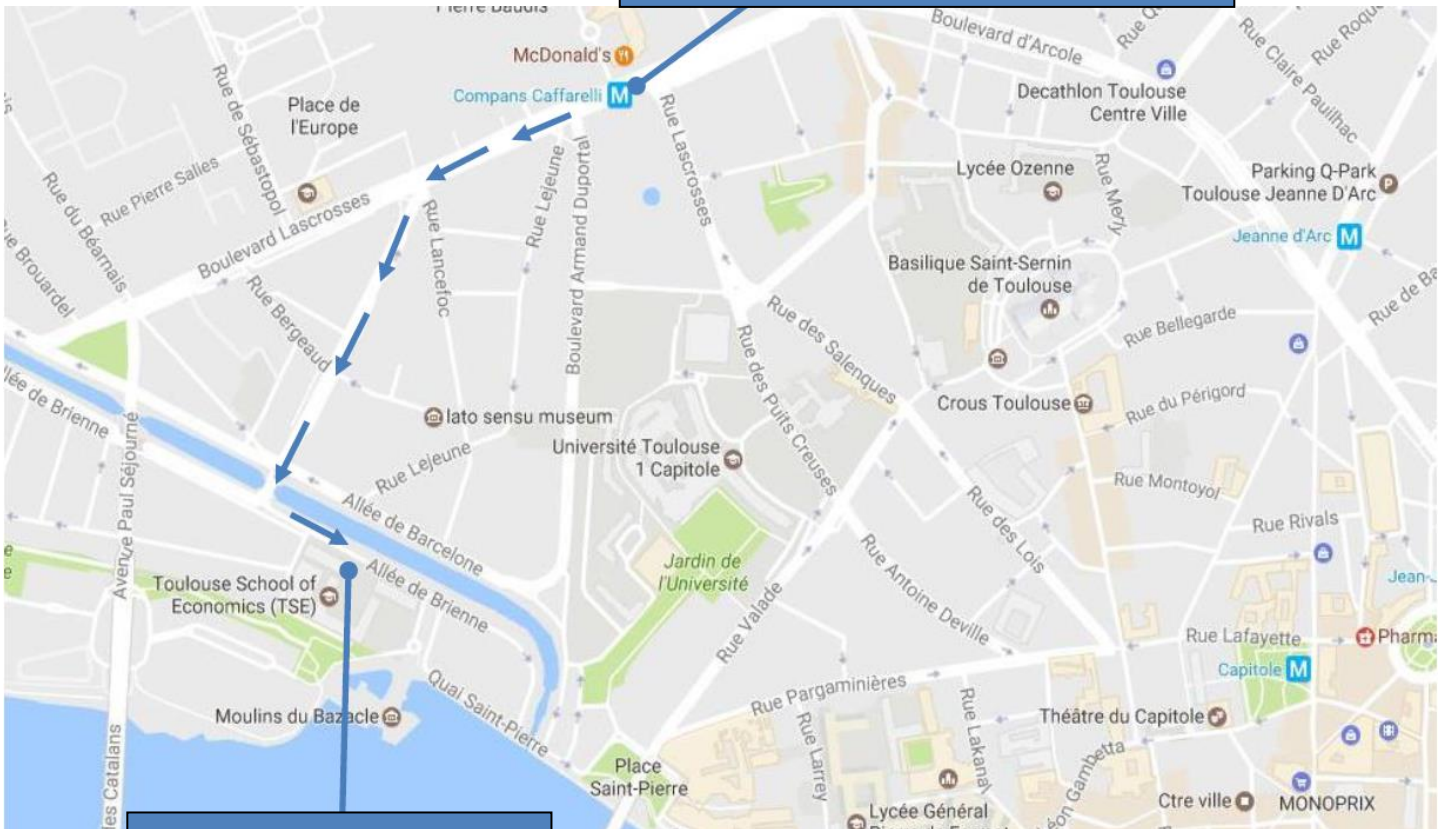 Pierre Baudis
Boulevard d'Arcole
Rue Claire Pauilhac
McDonald's
Compans Caffarelli M
Rue de Sébastopol
Place de
l'Europe
Decathlon Toulouse
Centre Ville
Rue Lascrosses
Boulevard Armand Duportal
Rue Lejeune
Lycée Ozenne
Rue Merly
Parking Q-Park
Toulouse Jeanne D'Arc P
Jeanne d'Arc M
Rue Pierre Salles
Rue du Béarnais
Boulevard Lascrosses
Rue Lancefoc
Basilique Saint-Sernin
de Toulouse
Rue Brouardel
Rue Bergeaud
Rue des Salenques
Rue des Puits Creuses
Rue Bellegarde
Allée de Brienne
lato sensu museum
Crous Toulouse
Rue du Périgord
Université Toulouse
1 Capitole
Rue Lejeune
Avenue Paul Séjourné
Rue Montoyol
Rue des Lois
Allée de Barcelone
Rue Rivals
Jardin de
l'Université
Rue Antoine Deville
Toulouse School of
Economics (TSE)
Allée de Brienne
Rue Valade
Rue Lafayette
Capitole M
Quai Saint-Pierre
Rue Pargaminières
Moulins du Bazacle
Rue Larrey
Rue Lakanal
Théâtre du Capitole
Place
Saint-Pierre
Léon Gambetta
Lycée Général
Ctre ville
MONOPRIX